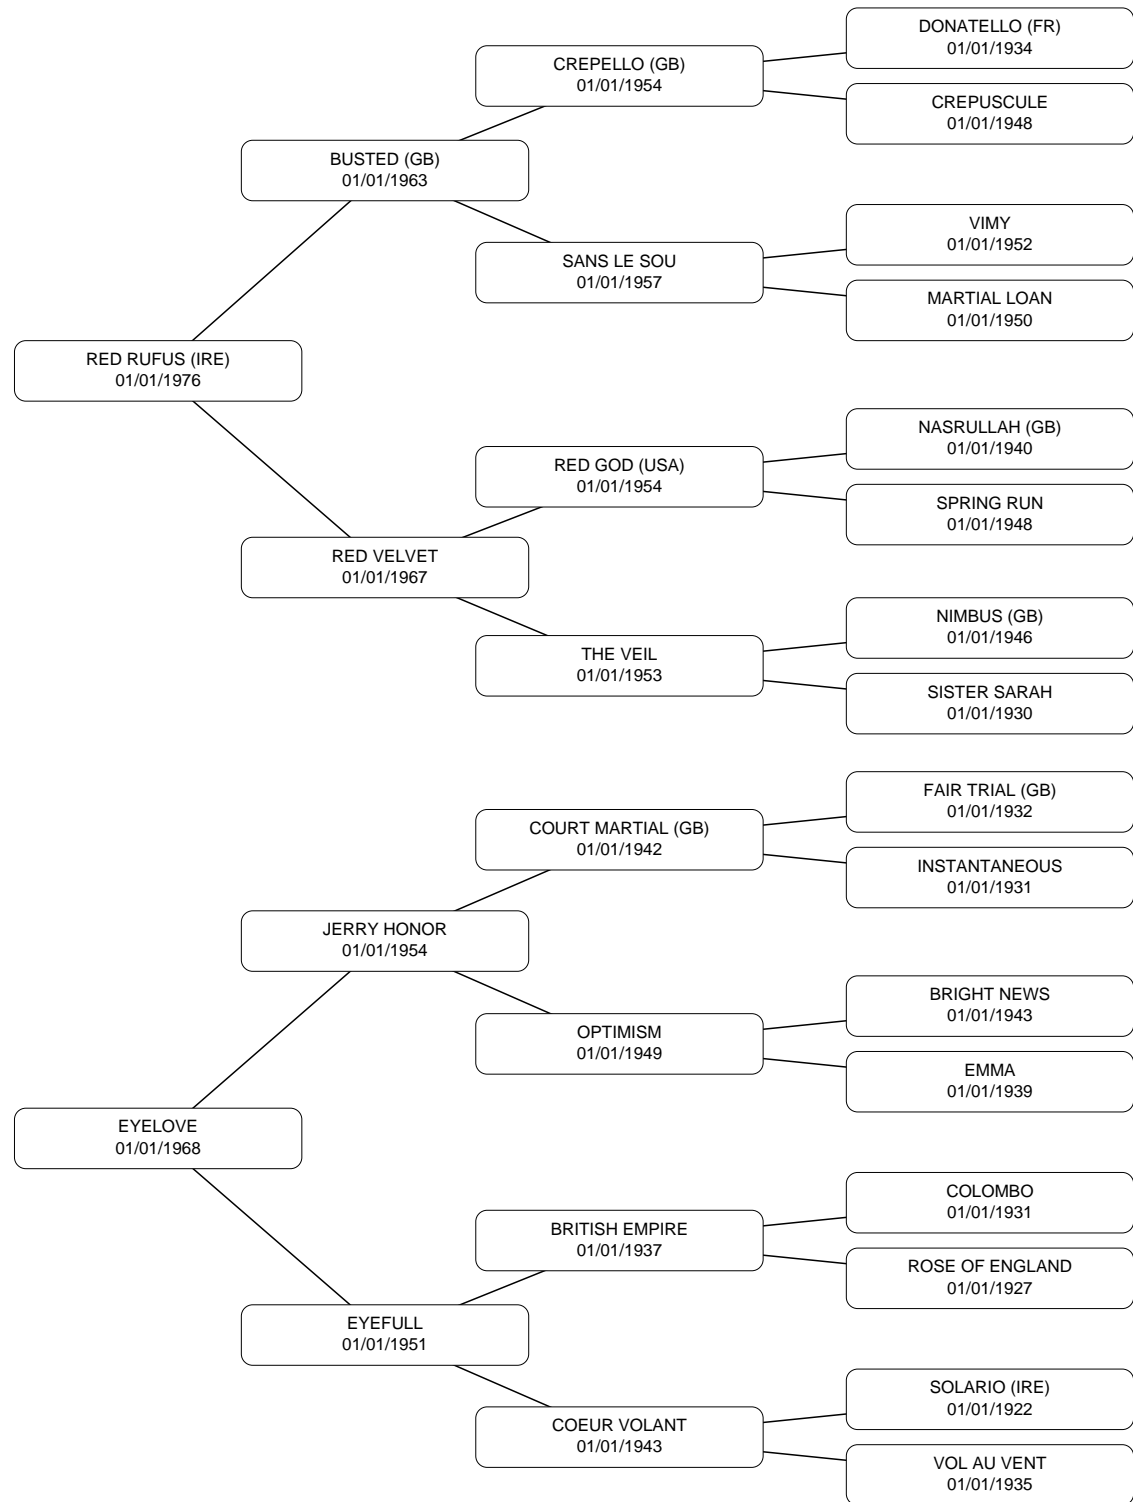 DONATELLO (FR)
01/01/1934
CREPELLO (GB)
01/01/1954
CREPUSCULE
01/01/1948
BUSTED (GB)
01/01/1963
VIMY
01/01/1952
SANS LE SOU
01/01/1957
MARTIAL LOAN
01/01/1950
RED RUFUS (IRE)
01/01/1976
NASRULLAH (GB)
01/01/1940
RED GOD (USA)
01/01/1954
SPRING RUN
01/01/1948
RED VELVET
01/01/1967
NIMBUS (GB)
01/01/1946
THE VEIL
01/01/1953
SISTER SARAH
01/01/1930
FAIR TRIAL (GB)
01/01/1932
COURT MARTIAL (GB)
01/01/1942
INSTANTANEOUS
01/01/1931
JERRY HONOR
01/01/1954
BRIGHT NEWS
01/01/1943
OPTIMISM
01/01/1949
EMMA
01/01/1939
EYELOVE
01/01/1968
COLOMBO
01/01/1931
BRITISH EMPIRE
01/01/1937
ROSE OF ENGLAND
01/01/1927
EYEFULL
01/01/1951
SOLARIO (IRE)
01/01/1922
COEUR VOLANT
01/01/1943
VOL AU VENT
01/01/1935